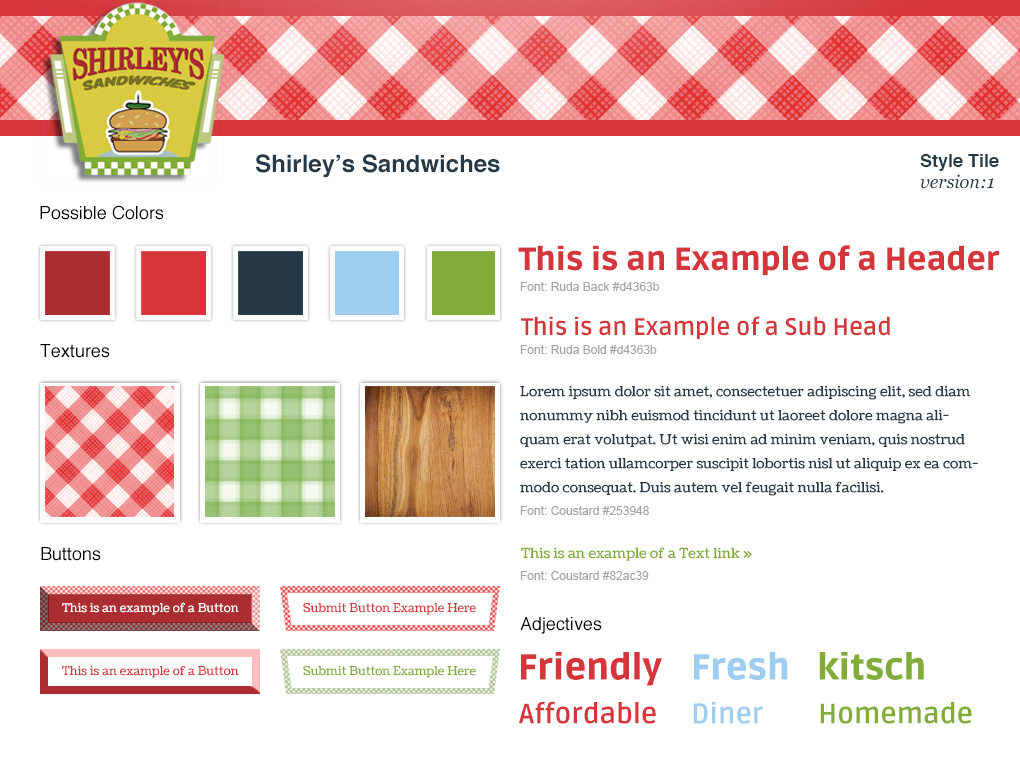 SHIRLEY'S
SANDWICHES
Shirley's Sandwiches
Style Tile
version:1
Possible Colors
Textures
Buttons
This is an example of a Button
Submit Button Example Here
This is an example of a Button
Submit Button Example Here
This is an Example of a Header
Font: Ruda Back #d4363b
This is an Example of a Sub Head
Font: Ruda Bold #d4363b
Lorem ipsum dolor sit amet, consectetuer adipiscing elit, sed diam
nonummy nibh euismod tincidunt ut laoreet dolore magna ali-
quam erat volutpat. Ut wisi enim ad minim veniam, quis nostrud
exerci tation ullamcorper suscipit lobortis nisl ut aliquip ex ea com-
modo consequat. Duis autem vel feugait nulla facilisi.
Font: Coustard #253948
This is an example of a Text link »
Font: Coustard #82ac39
Adjectives
Friendly Fresh kitsch
Affordable Diner Homemade